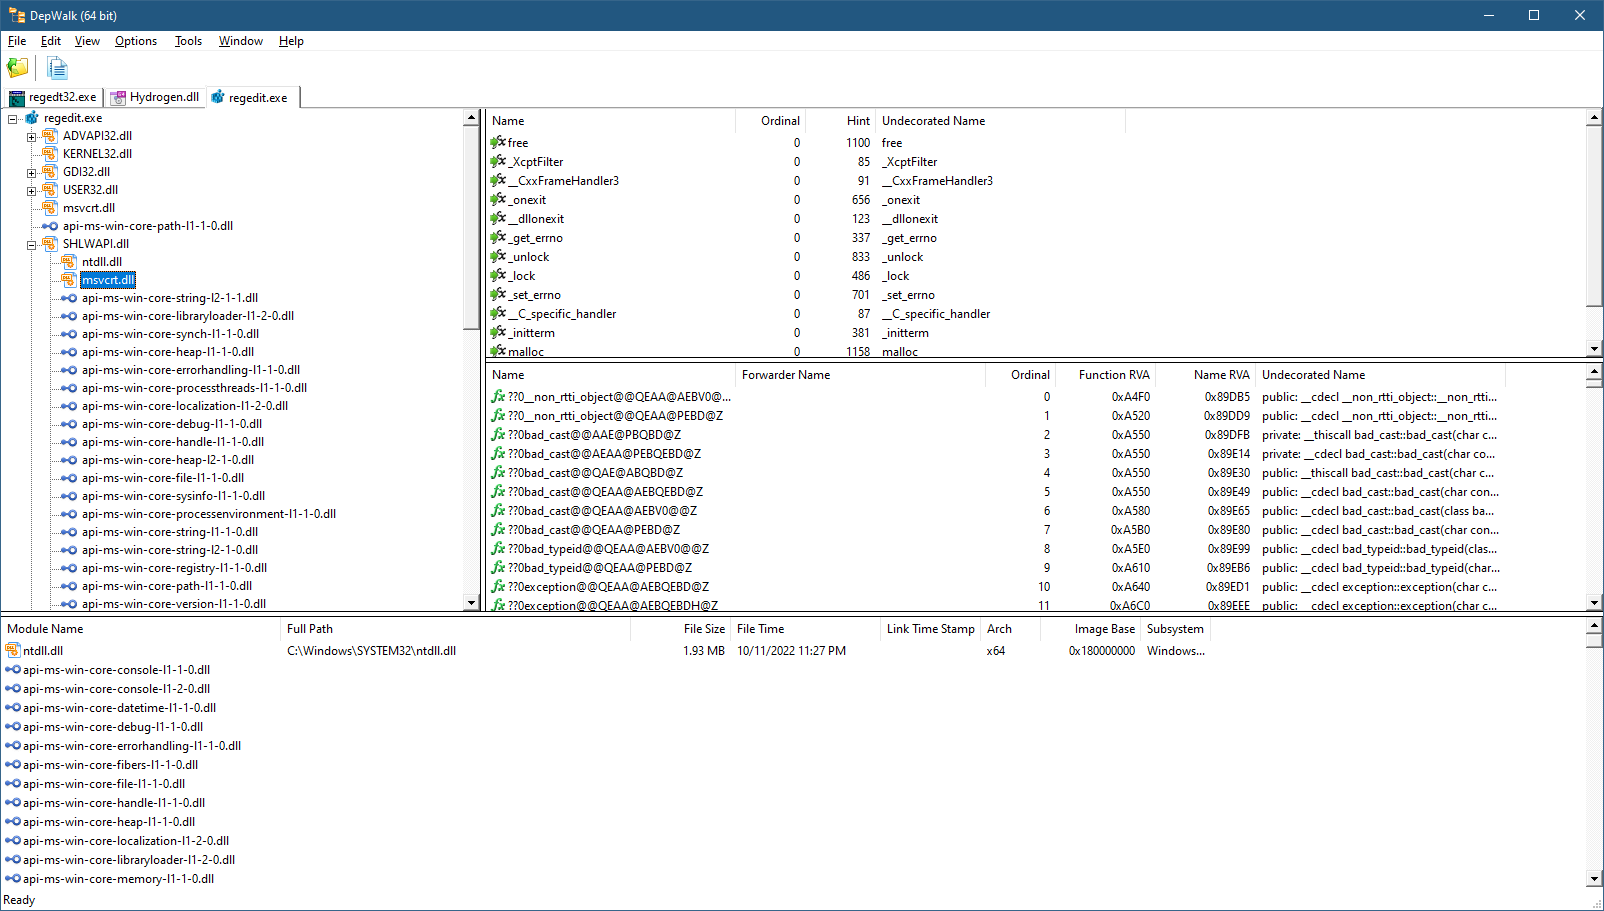 DepWalk (64 bit)
File Edit View Options Tools Window Help
regedt32.exe Hydrogen.dll regedit.exe
regedit.exe
ADVAPI32.dll
KERNEL32.dll
GDI32.dll
USER32.dll
msvcrt.dll
api-ms-win-core-path-l1-1-0.dll
SHLWAPI.dll
ntdll.dll
msvcrt.dll
api-ms-win-core-string-l2-1-1.dll
api-ms-win-core-libraryloader-l1-2-0.dll
api-ms-win-core-synch-l1-1-0.dll
api-ms-win-core-heap-l1-1-0.dll
api-ms-win-core-errorhandling-l1-1-0.dll
api-ms-win-core-processthreads-l1-1-0.dll
api-ms-win-core-localization-l1-2-0.dll
api-ms-win-core-debug-l1-1-0.dll
api-ms-win-core-handle-l1-1-0.dll
api-ms-win-core-heap-l2-1-0.dll
api-ms-win-core-file-l1-1-0.dll
api-ms-win-core-sysinfo-l1-1-0.dll
api-ms-win-core-processenvironment-l1-1-0.dll
api-ms-win-core-string-l1-1-0.dll
api-ms-win-core-string-l2-1-0.dll
api-ms-win-core-registry-l1-1-0.dll
api-ms-win-core-path-l1-1-0.dll
api-ms-win-core-version-l1-1-0.dll
Name Ordinal Hint Undecorated Name
free 0 1100 free
_XcptFilter 0 85 _XcptFilter
__CxxFrameHandler3 0 91 __CxxFrameHandler3
_onexit 0 656 _onexit
__dllonexit 0 123 __dllonexit
_get_errno 0 337 _get_errno
_unlock 0 833 _unlock
_lock 0 486 _lock
_set_errno 0 701 _set_errno
__C_specific_handler 0 87 __C_specific_handler
_initterm 0 381 _initterm
malloc 0 1158 malloc
Name Forwarder Name Ordinal Function RVA Name RVA Undecorated Name
??0__non_rtti_object@@QEAA@AEBV0@... 0 0xA4F0 0x89DB5 public: __cdecl __non_rtti_object::__non_rtti...
??0__non_rtti_object@@QEAA@PEBD@Z 1 0xA520 0x89DD9 public: __cdecl __non_rtti_object::__non_rtti...
??0bad_cast@@AAE@PBQBD@Z 2 0xA550 0x89DFB private: __thiscall bad_cast::bad_cast(char c...
??0bad_cast@@AEAA@PEBQEBD@Z 3 0xA550 0x89E14 private: __cdecl bad_cast::bad_cast(char co...
??0bad_cast@@QAE@ABQBD@Z 4 0xA550 0x89E30 public: __thiscall bad_cast::bad_cast(char c...
??0bad_cast@@QEAA@AEBQEBD@Z 5 0xA550 0x89E49 public: __cdecl bad_cast::bad_cast(char con...
??0bad_cast@@QEAA@AEBV0@@Z 6 0xA580 0x89E65 public: __cdecl bad_cast::bad_cast(class ba...
??0bad_cast@@QEAA@PEBD@Z 7 0xA5B0 0x89E80 public: __cdecl bad_cast::bad_cast(char con...
??0bad_typeid@@QEAA@AEBV0@@Z 8 0xA5E0 0x89E99 public: __cdecl bad_typeid::bad_typeid(clas...
??0bad_typeid@@QEAA@PEBD@Z 9 0xA610 0x89EB6 public: __cdecl bad_typeid::bad_typeid(char...
??0exception@@QEAA@AEBQEBD@Z 10 0xA640 0x89ED1 public: __cdecl exception::exception(char c...
??0exception@@QEAA@AEBQEBDH@Z 11 0xA6C0 0x89EEE public: __cdecl exception::exception(char c...
Module Name Full Path File Size File Time Link Time Stamp Arch Image Base Subsystem
ntdll.dll C:\Windows\SYSTEM32\ntdll.dll 1.93 MB 10/11/2022 11:27 PM x64 0x180000000 Windows...
api-ms-win-core-console-l1-1-0.dll
api-ms-win-core-console-l1-2-0.dll
api-ms-win-core-datetime-l1-1-0.dll
api-ms-win-core-debug-l1-1-0.dll
api-ms-win-core-errorhandling-l1-1-0.dll
api-ms-win-core-fibers-l1-1-0.dll
api-ms-win-core-file-l1-1-0.dll
api-ms-win-core-handle-l1-1-0.dll
api-ms-win-core-heap-l1-1-0.dll
api-ms-win-core-localization-l1-2-0.dll
api-ms-win-core-libraryloader-l1-2-0.dll
api-ms-win-core-memory-l1-1-0.dll
Ready